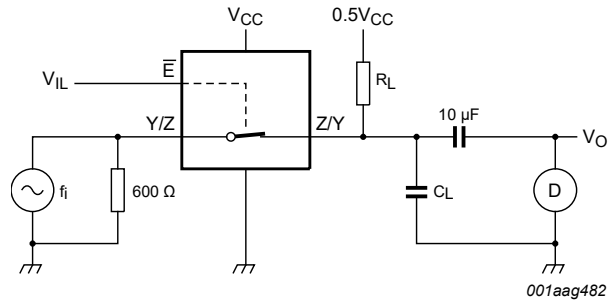 VCC
0.5VCC
VIL
E̅
RL
10 µF
Y/Z
Z/Y
VO
fi
600 Ω
CL
D
001aag482